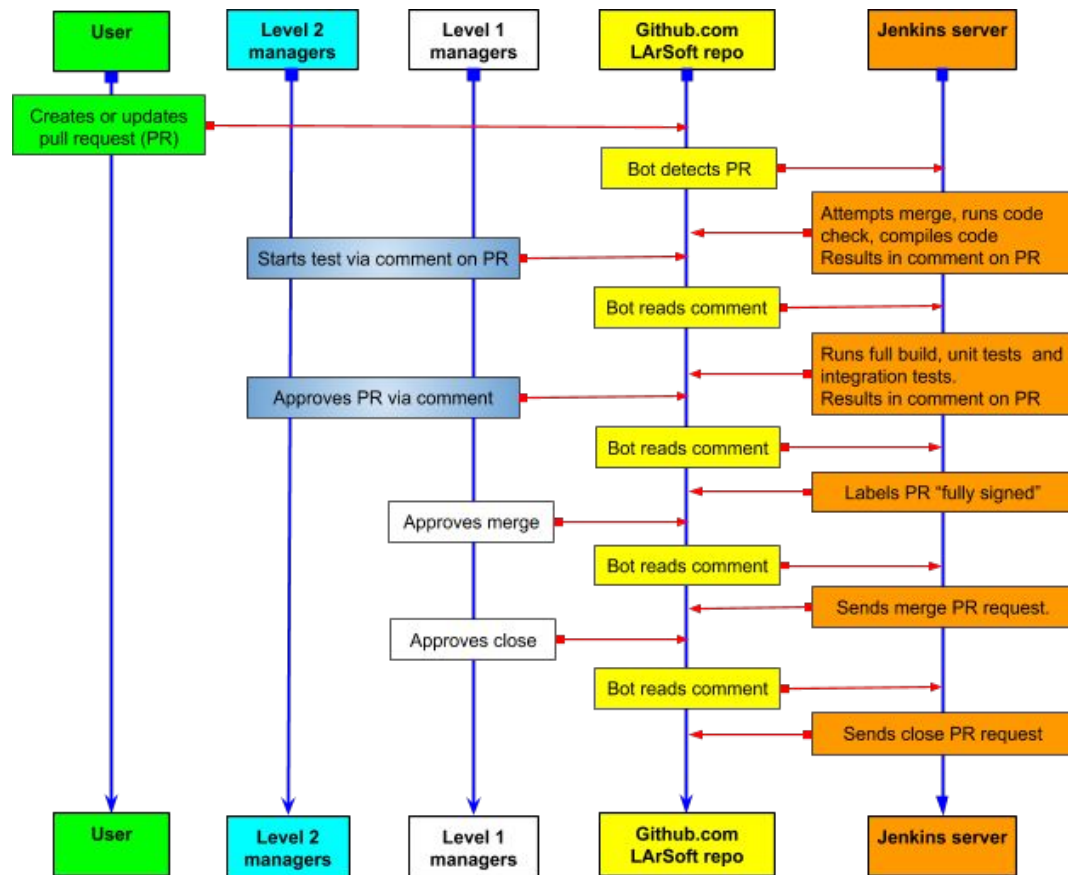 User
Level 2
managers
Level 1
managers
Github.com
LArSoft repo
Jenkins server
Creates or updates
pull request (PR)
Bot detects PR
Attempts merge, runs code
check, compiles code
Results in comment on PR
Starts test via comment on PR
Bot reads comment
Runs full build, unit tests and
integration tests.
Results in comment on PR
Approves PR via comment
Bot reads comment
Labels PR “fully signed”
Approves merge
Bot reads comment
Sends merge PR request.
Approves close
Bot reads comment
Sends close PR request
User
Level 2
managers
Level 1
managers
Github.com
LArSoft repo
Jenkins server